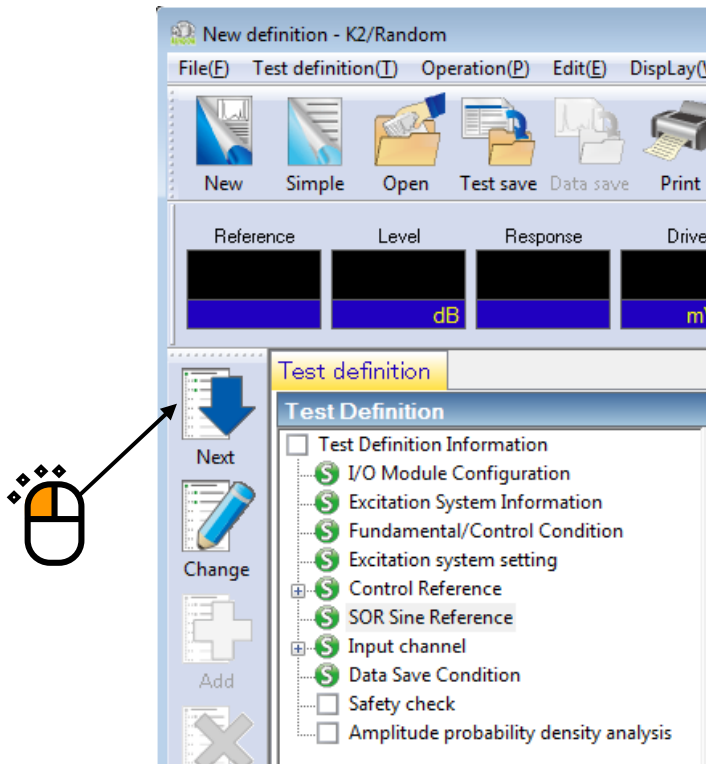 New definition - K2/Random
File(F) Test definition(T) Operation(P) Edit(E) DispLay(V
New Simple Open Test save Data save Print
Reference Level Response Drive
dB mV
Test definition
Test Definition
Test Definition Information
S I/O Module Configuration
S Excitation System Information
S Fundamental/Control Condition
S Excitation system setting
S Control Reference
S SOR Sine Reference
S Input channel
S Data Save Condition
Safety check
Amplitude probability density analysis
Next
Change
Add